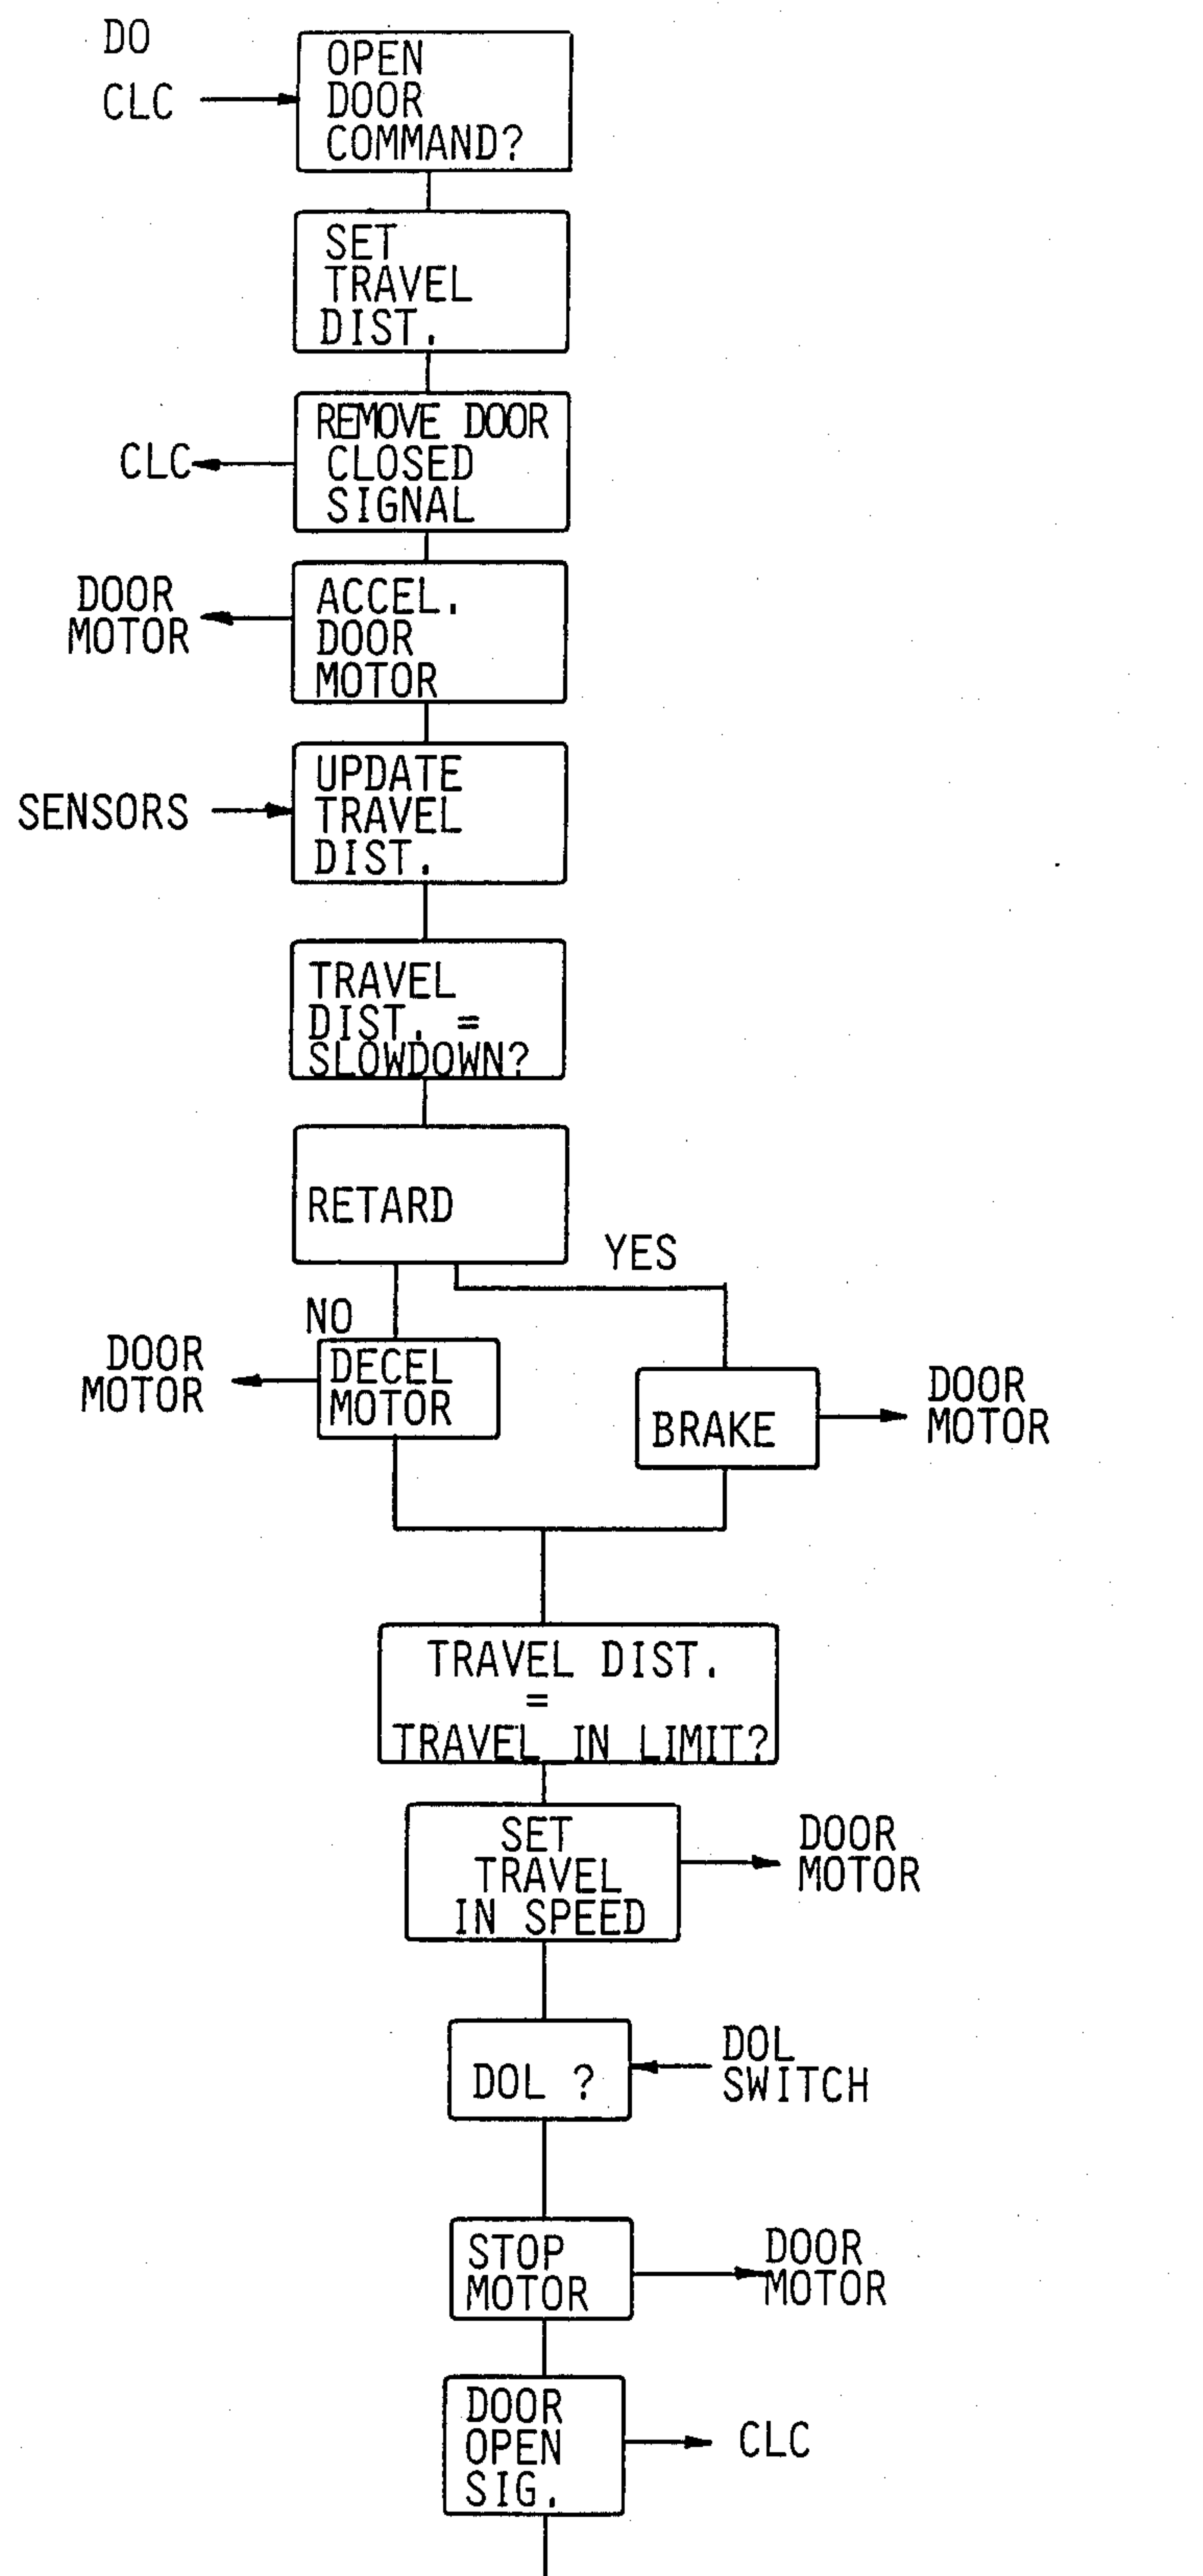 DO
CLC
OPEN
DOOR
COMMAND?
SET
TRAVEL
DIST.
REMOVE DOOR
CLOSED
SIGNAL
CLC
ACCEL.
DOOR
MOTOR
DOOR
MOTOR
UPDATE
TRAVEL
DIST.
SENSORS
TRAVEL
DIST. =
SLOWDOWN?
RETARD
YES
NO
DECEL
MOTOR
DOOR
MOTOR
BRAKE
DOOR
MOTOR
TRAVEL DIST.
=
TRAVEL IN LIMIT?
SET
TRAVEL
IN SPEED
DOOR
MOTOR
DOL ?
DOL
SWITCH
STOP
MOTOR
DOOR
MOTOR
DOOR
OPEN
SIG.
CLC